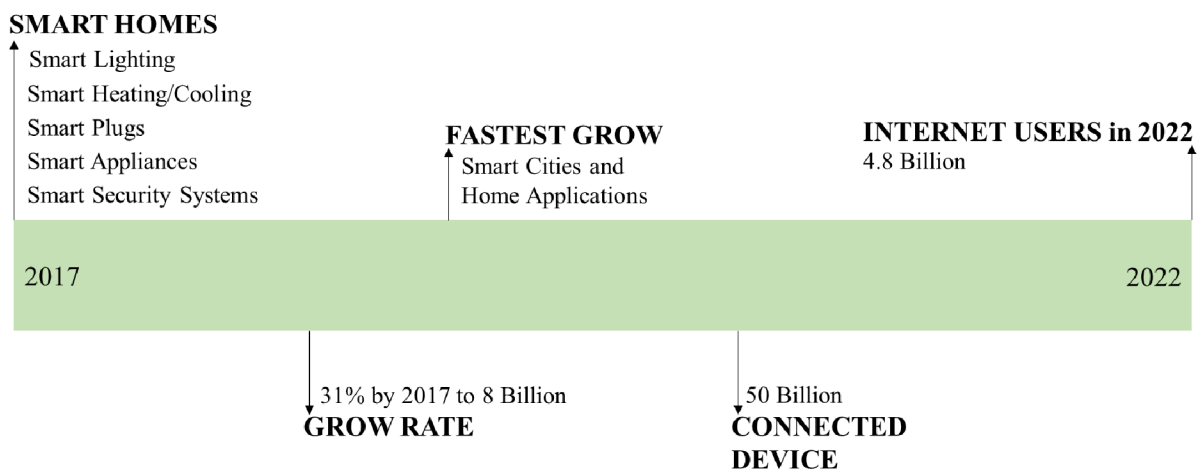 SMART HOMES
Smart Lighting
Smart Heating/Cooling
Smart Plugs
Smart Appliances
Smart Security Systems
FASTEST GROW
Smart Cities and
Home Applications
INTERNET USERS in 2022
4.8 Billion
2017
2022
31% by 2017 to 8 Billion
GROW RATE
50 Billion
CONNECTED
DEVICE